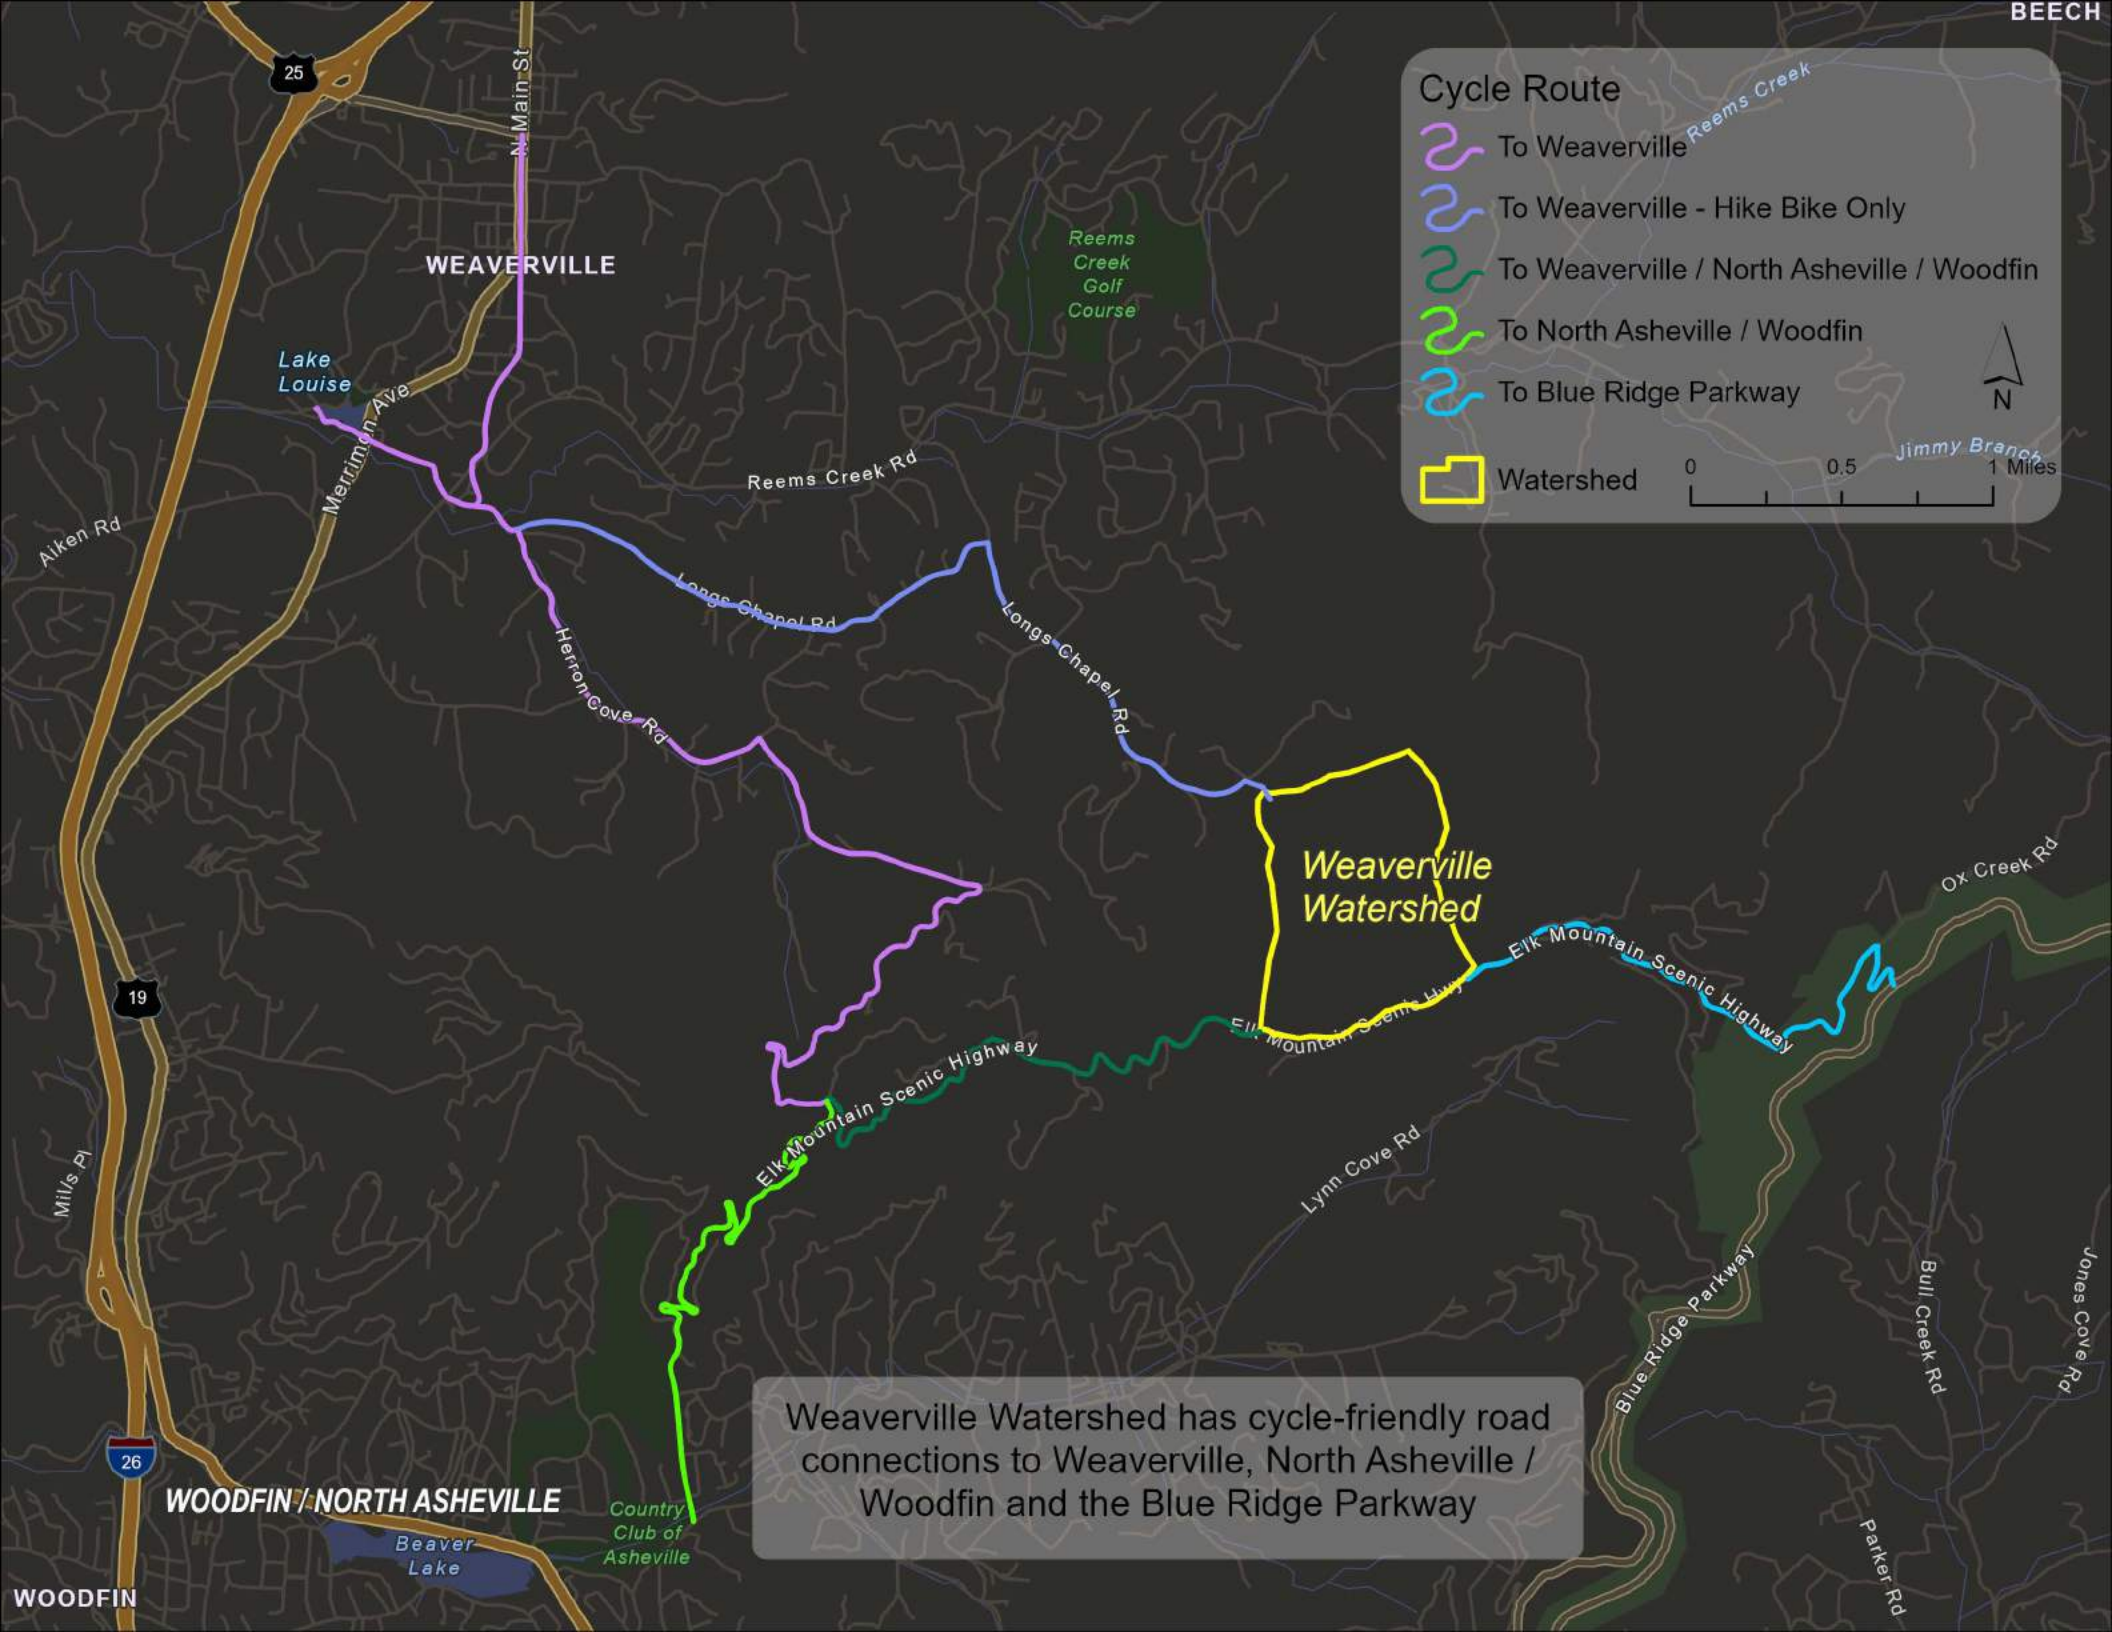 BEECH
25
N Main St
Cycle Route
Reems Creek
To Weaverville
To Weaverville - Hike Bike Only
To Weaverville / North Asheville / Woodfin
To North Asheville / Woodfin
To Blue Ridge Parkway
N
Jimmy Branch
Watershed
0 0.5 1 Miles
WEAVERVILLE
Reems
Creek
Golf
Course
Lake
Louise
Merrimon Ave
Reems Creek Rd
Aiken Rd
Longs Chapel Rd
Longs Chapel Rd
Herron Cove Rd
Weaverville
Watershed
Ox Creek Rd
Elk Mountain Scenic Highway
19
Elk Mountain Scenic Hwy
Elk Mountain Scenic Highway
Mills Pl
Lynn Cove Rd
Blue Ridge Parkway
Bull Creek Rd
Jones Cove Rd
Weaverville Watershed has cycle-friendly road
connections to Weaverville, North Asheville /
Woodfin and the Blue Ridge Parkway
26
WOODFIN / NORTH ASHEVILLE
Country
Club of
Asheville
Beaver
Lake
Parker Rd
WOODFIN